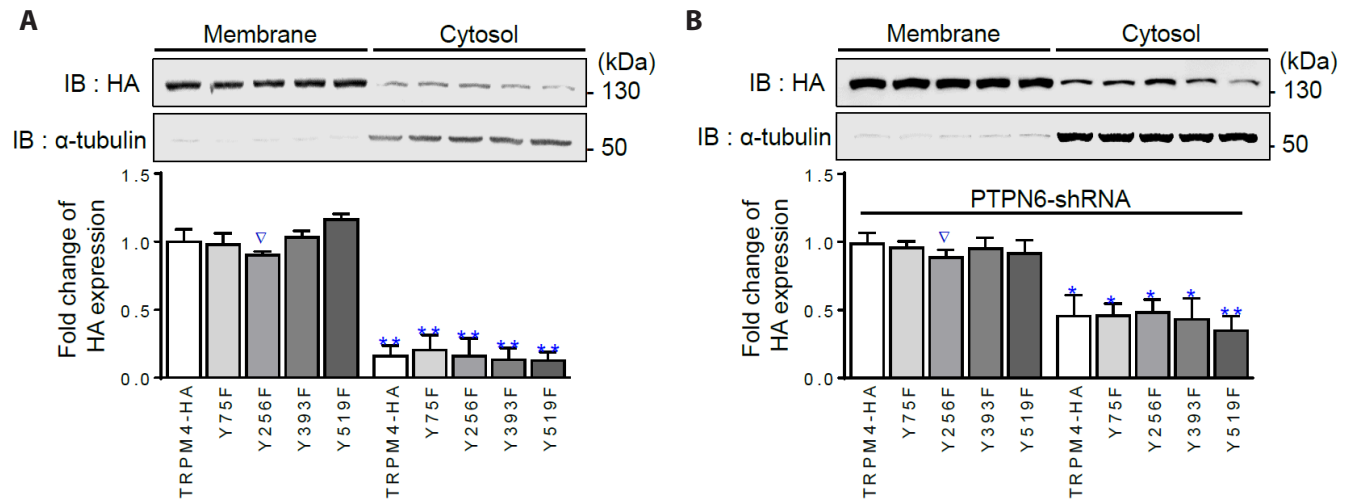 A
Membrane Cytosol
(kDa)
IB : HA
130
IB : α-tubulin
50
Fold change of
HA expression
1.5
1.0
0.5
0.0
▽
** ** ** ** **
TRPM4-HA
Y75F
Y256F
Y393F
Y519F
TRPM4-HA
Y75F
Y256F
Y393F
Y519F
B
Membrane Cytosol
(kDa)
IB : HA
130
IB : α-tubulin
50
Fold change of
HA expression
1.5
1.0
0.5
0.0
PTPN6-shRNA
▽
* * * * **
TRPM4-HA
Y75F
Y256F
Y393F
Y519F
TRPM4-HA
Y75F
Y256F
Y393F
Y519F